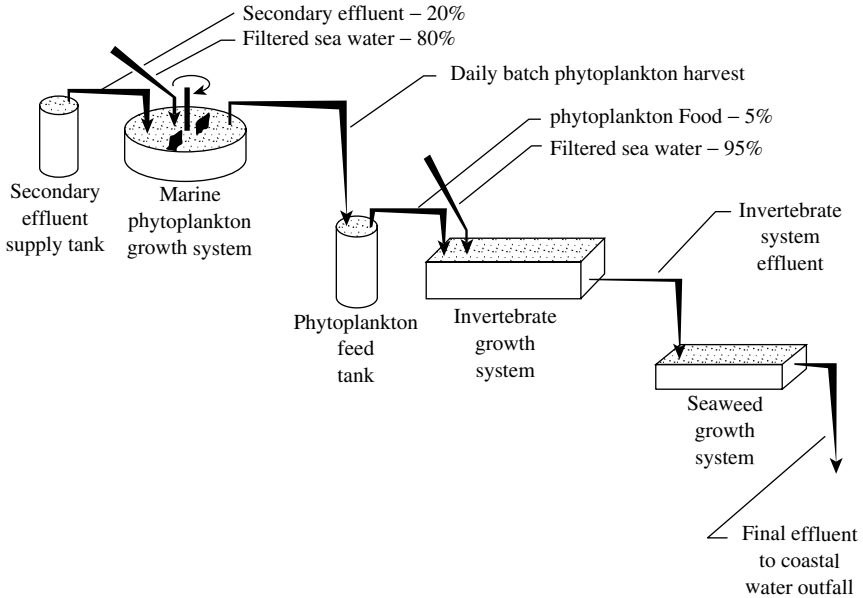 Secondary effluent – 20%
Filtered sea water – 80%
Daily batch phytoplankton harvest
phytoplankton Food – 5%
Filtered sea water – 95%
Secondary
effluent
supply tank
Marine
phytoplankton
growth system
Invertebrate
system
effluent
Phytoplankton
feed
tank
Invertebrate
growth
system
Seaweed
growth
system
Final effluent
to coastal
water outfall